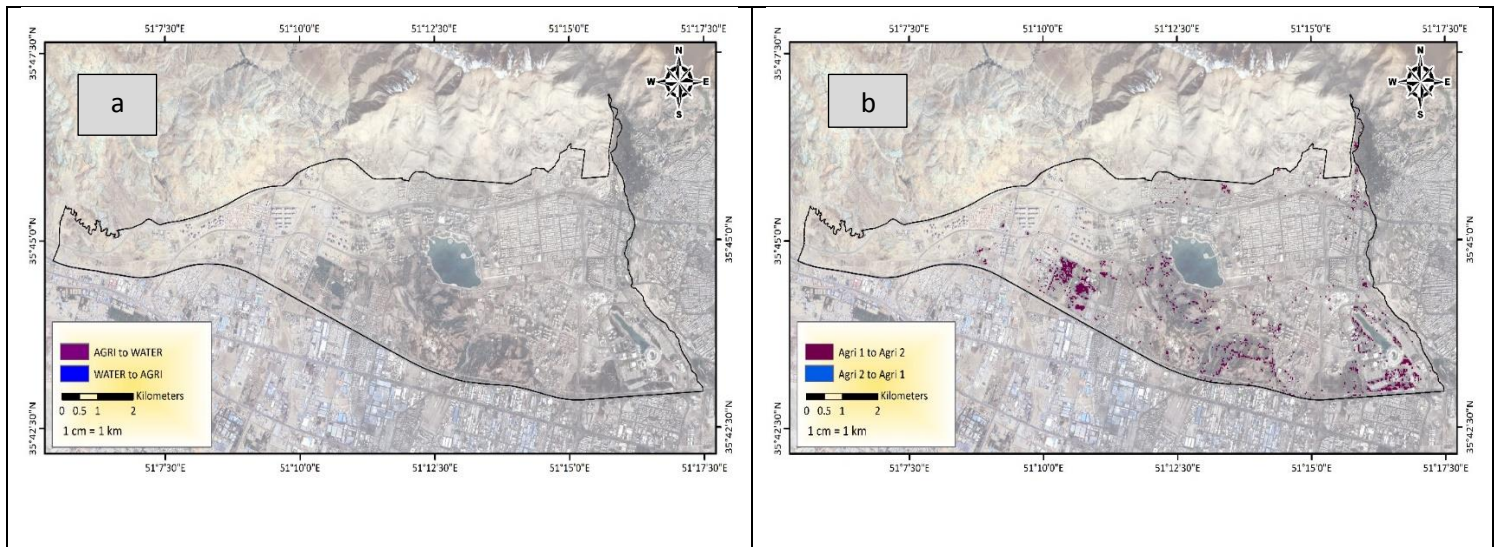 51°7'30"E 51°10'0"E 51°12'30"E 51°15'0"E 51°17'30"E
35°47'30"N
35°45'0"N
35°42'30"N
a
N
W E
S
AGRI to WATER
WATER to AGRI
Kilometers
0 0.5 1 2
1 cm = 1 km
35°47'30"N
35°45'0"N
35°42'30"N
51°7'30"E 51°10'0"E 51°12'30"E 51°15'0"E 51°17'30"E
51°7'30"E 51°10'0"E 51°12'30"E 51°15'0"E 51°17'30"E
35°47'30"N
35°45'0"N
35°42'30"N
b
N
W E
S
Agri 1 to Agri 2
Agri 2 to Agri 1
Kilometers
0 0.5 1 2
1 cm = 1 km
35°47'30"N
35°45'0"N
35°42'30"N
51°7'30"E 51°10'0"E 51°12'30"E 51°15'0"E 51°17'30"E